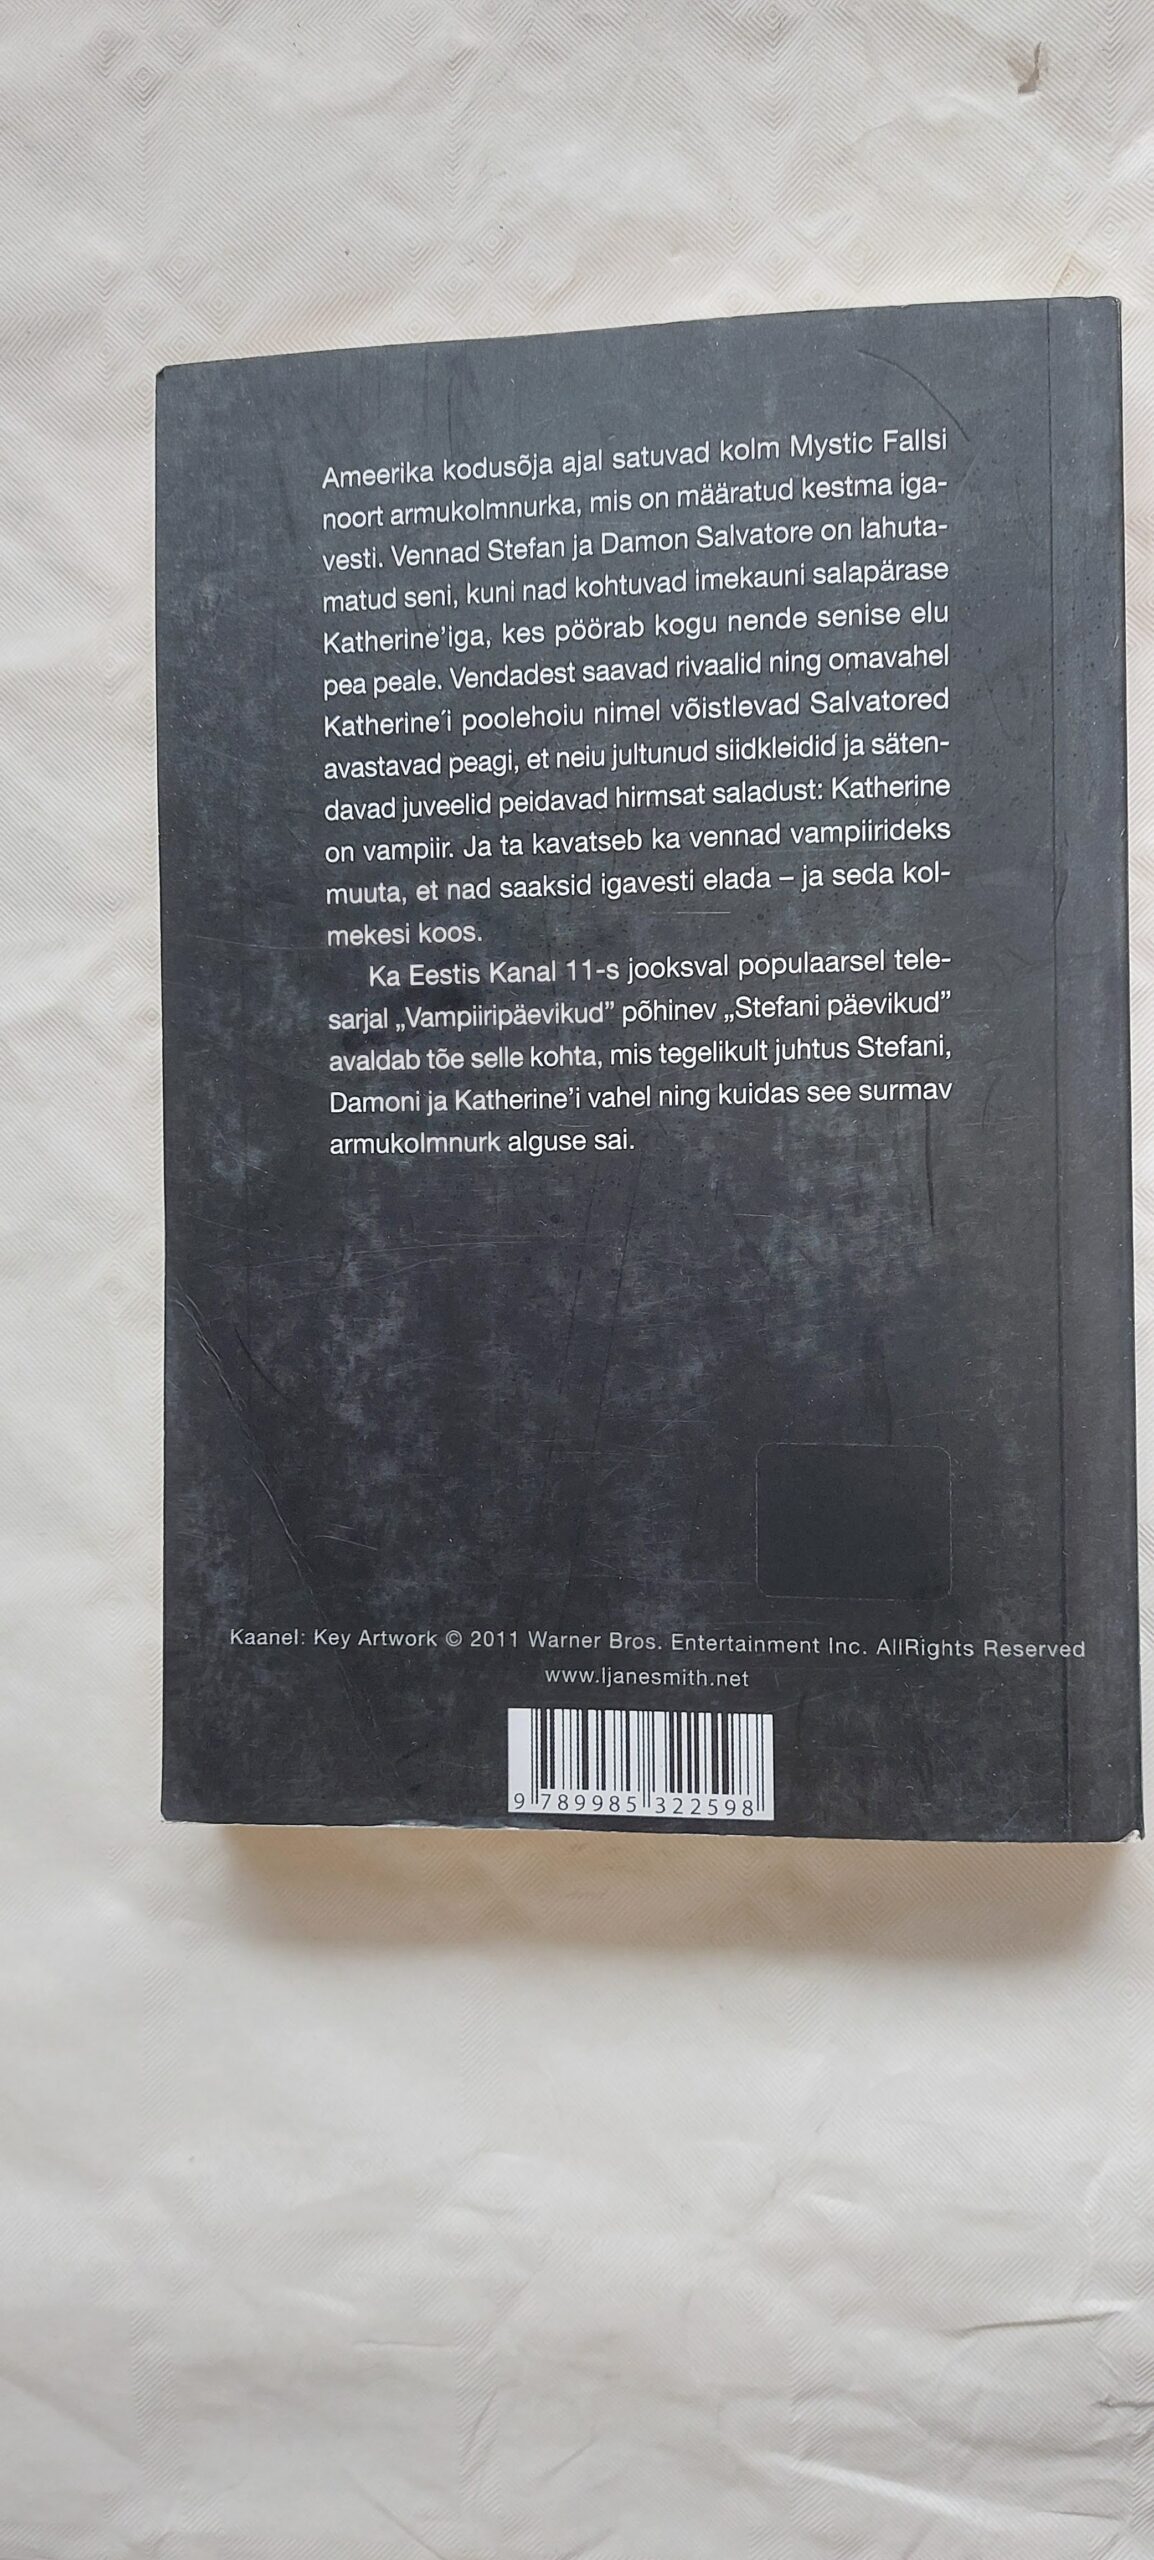 Ameerika kodusõja ajal satuvad kolm Mystic Fallsi
noort armukolmnurka, mis on määratud kestma iga-
vesti. Vennad Stefan ja Damon Salvatore on lahuta-
matud seni, kuni nad kohtuvad imekauni salapärase
Katherine’iga, kes pöörab kogu nende senise elu
pea peale. Vendadest saavad rivaalid ning omavahel
Katherine´i poolehoiu nimel võistlevad Salvatored
avastavad peagi, et neiu jultunud siidkleidid ja säten-
davad juveelid peidavad hirmsat saladust: Katherine
on vampiir. Ja ta kavatseb ka vennad vampiirideks
muuta, et nad saaksid igavesti elada – ja seda kol-
mekesi koos.
Ka Eestis Kanal 11-s jooksval populaarsel tele-
sarjal „Vampiiripäevikud” põhinev „Stefani päevikud”
avaldab tõe selle kohta, mis tegelikult juhtus Stefani,
Damoni ja Katherine’i vahel ning kuidas see surmav
armukolmnurk alguse sai.
Kaanel: Key Artwork © 2011 Warner Bros. Entertainment Inc. AllRights Reserved
www.ljanesmith.net
9 789985 322598